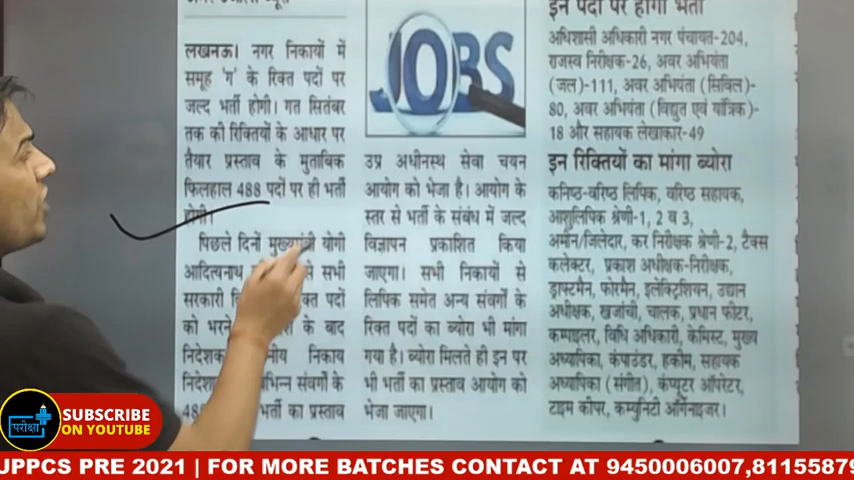 लखनऊ। नगर निकायों में
समूह 'ग' के रिक्त पदों पर
जल्द भर्ती होगी। गत सितंबर
तक की रिक्तियों के आधार पर
तैयार प्रस्ताव के मुताबिक
फिलहाल 488 पदों पर ही भर्ती
होगी।
पिछले दिनों मुख्यमंत्री योगी
आदित्यनाथ से सभी
सरकारी पदों
को भरने के बाद
निदेशक निकाय
के
भर्ती का प्रस्ताव
JOBS
उप्र अधीनस्थ सेवा चयन
आयोग को भेजा है। आयोग के
स्तर से भर्ती के संबंध में जल्द
विज्ञापन प्रकाशित किया
जाएगा। सभी निकायों से
लिपिक समेत अन्य संवर्गों के
रिक्त पदों का ब्योरा भी मांगा
गया है। ब्योरा मिलते ही इन पर
भी भर्ती का प्रस्ताव आयोग को
भेजा जाएगा।
इन पदों पर होगी भर्ती
अधिशासी अधिकारी नगर पंचायत-204,
राजस्व निरीक्षक-26, अवर अभियंता
(जल)-111, अवर अभियंता (सिविल)-
80, अवर अभियंता (विद्युत एवं यांत्रिक)-
18 और सहायक लेखाकार-49
इन रिक्तियों का मांगा ब्योरा
कनिष्ठ-वरिष्ठ लिपिक, वरिष्ठ सहायक,
आशुलिपिक श्रेणी-1, 2 व 3,
अमीन/जिलेदार, कर निरीक्षक श्रेणी-2, टैक्स
कलेक्टर, प्रकाश अधीक्षक-निरीक्षक,
ड्राफ्टमैन, फोरमैन, इलेक्ट्रिशियन, उद्यान
अधीक्षक, खजांची, चालक, प्रधान फीटर,
कम्पाइलर, विधि अधिकारी, केमिस्ट, मुख्य
अध्यापिका, कंपाउंडर, हकीम, सहायक
अध्यापिका (संगीत), कंप्यूटर ऑपरेटर,
टाइम कीपर, कम्युनिटी ऑर्गेनाइजर।
परीक्षा
SUBSCRIBE
ON YOUTUBE
UPPCS PRE 2021 | FOR MORE BATCHES CONTACT AT 9450006007,81155879